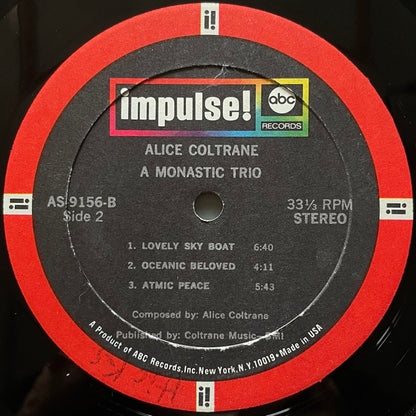 impulse! abc RECORDS
ALICE COLTRANE
A MONASTIC TRIO
AS-9156-B 33⅓ RPM
Side 2 STEREO
1. LOVELY SKY BOAT 6:40
2. OCEANIC BELOVED 4:11
3. ATMIC PEACE 5:43
Composed by: Alice Coltrane
Published by: Coltrane Music-BMI
A Product of ABC Records, Inc. New York, N.Y. 10019 • Made in USA